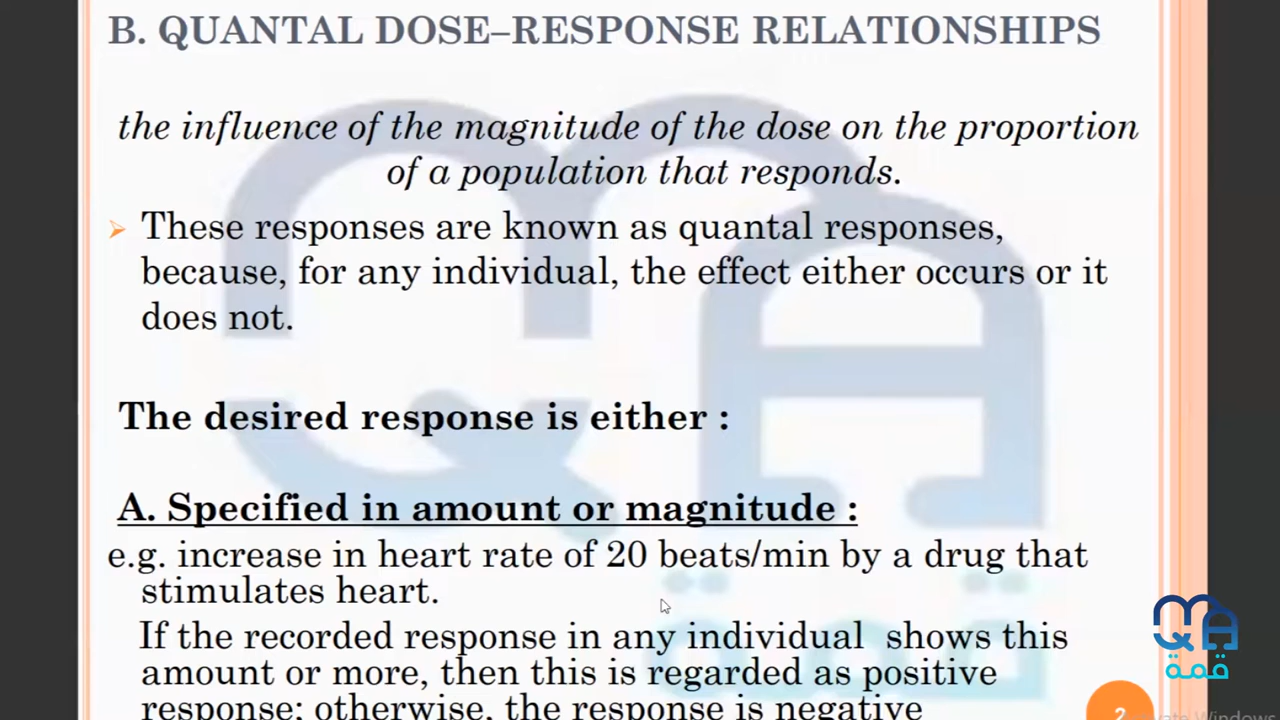 B. QUANTAL DOSE–RESPONSE RELATIONSHIPS
the influence of the magnitude of the dose on the proportion
of a population that responds.
➢ These responses are known as quantal responses,
because, for any individual, the effect either occurs or it
does not.
The desired response is either :
A. Specified in amount or magnitude :
e.g. increase in heart rate of 20 beats/min by a drug that
stimulates heart.
If the recorded response in any individual shows this
amount or more, then this is regarded as positive
response; otherwise, the response is negative
قمة
قمة
2
Windows